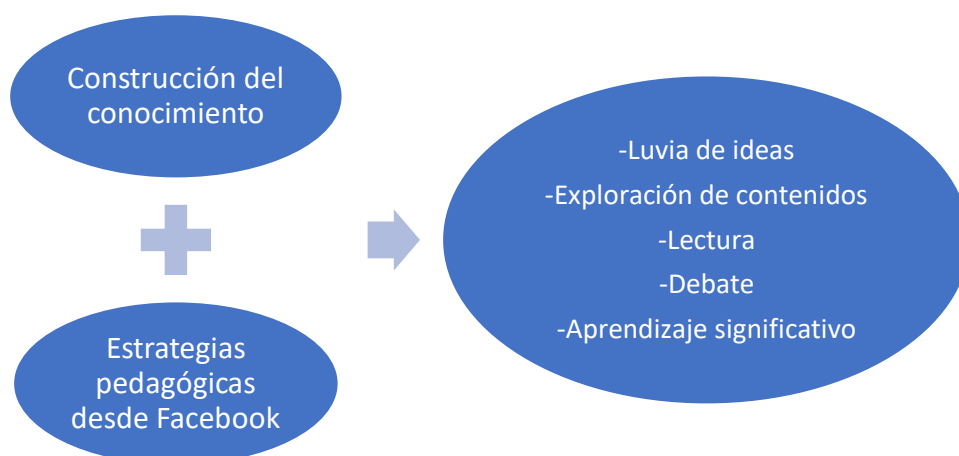 Construcción del
conocimiento
Estrategias
pedagógicas
desde Facebook
-Luvia de ideas
-Exploración de contenidos
-Lectura
-Debate
-Aprendizaje significativo